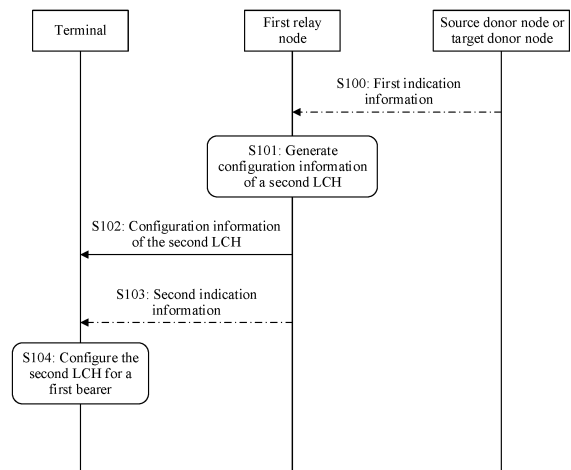 Terminal
First relay
node
Source donor node or
target donor node
S100: First indication
information
S101: Generate
configuration information
of a second LCH
S102: Configuration information
of the second LCH
S103: Second indication
information
S104: Configure the
second LCH for a
first bearer